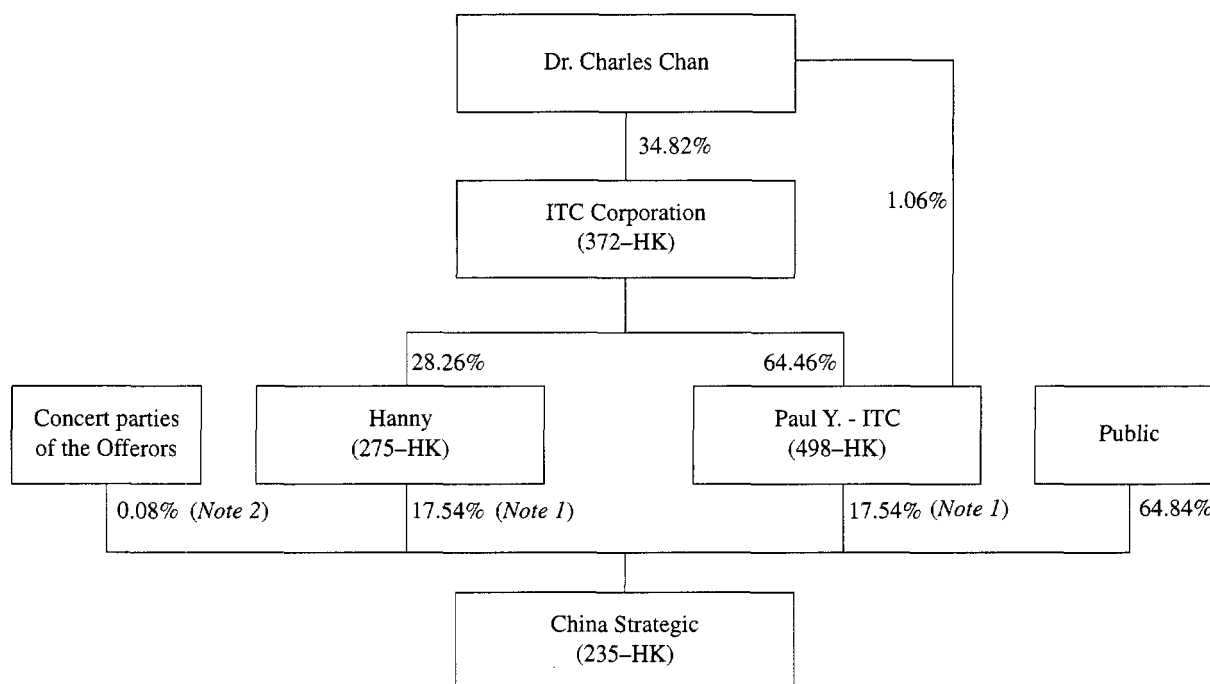 Dr. Charles Chan
34.82%
1.06%
ITC Corporation
(372–HK)
28.26%
64.46%
Concert parties
of the Offerors
Hanny
(275–HK)
Paul Y. - ITC
(498–HK)
Public
0.08% (Note 2)
17.54% (Note 1)
17.54% (Note 1)
64.84%
China Strategic
(235–HK)